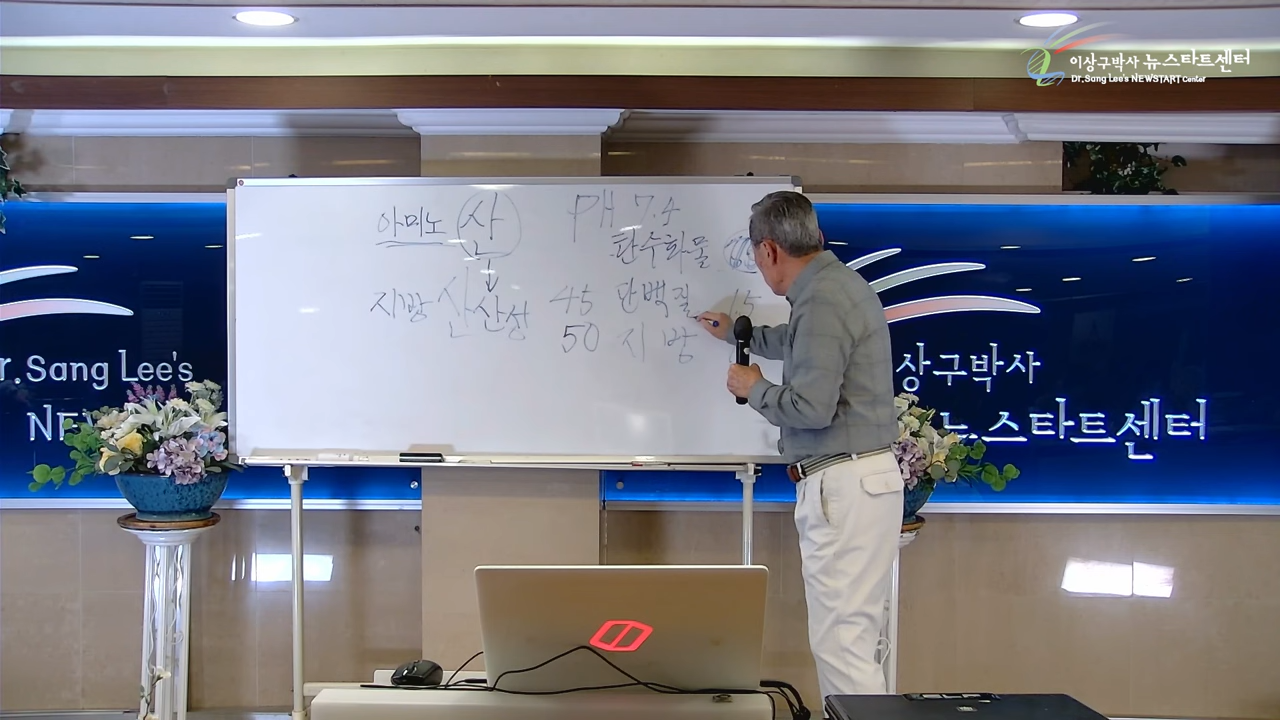 이상구박사 뉴스타트센터
Dr.Sang Lee's NEWSTART Center
아미노 산
PH 7.4
탄수화물
지방 산 산성
45 단백질 15
50 지 방
r. Sang Lee's
NEW
상구박사
뉴스타트센터